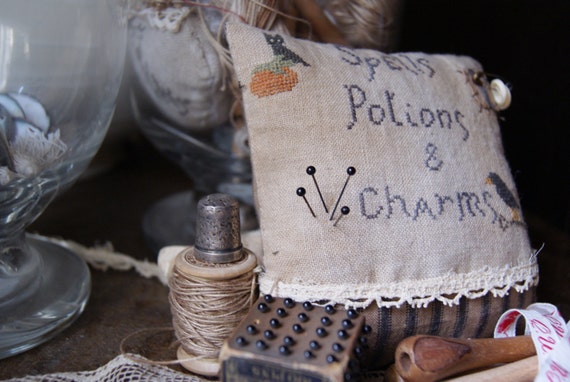 Spells
Potions
&
Charms